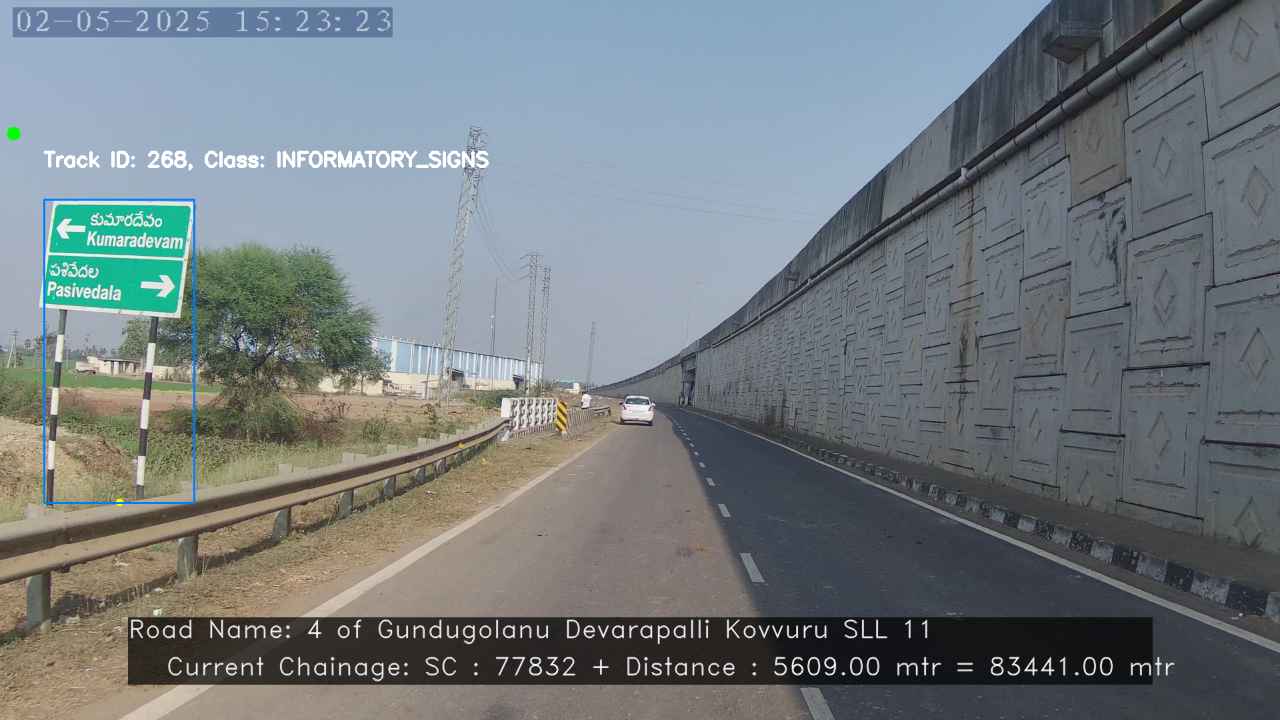 02-05-2025 15:23:23
Track ID: 268, Class: INFORMATORY_SIGNS
కుమారదేవం
Kumaradevam
పశివేదల
Pasivedala
Road Name: 4 of Gundugolanu Devarapalli Kovvuru SLL 11
Current Chainage: SC : 77832 + Distance : 5609.00 mtr = 83441.00 mtr